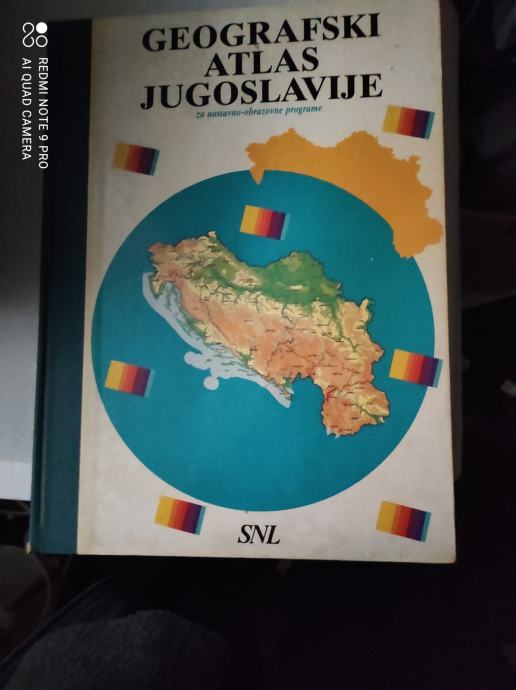 GEOGRAFSKI
ATLAS
JUGOSLAVIJE
za nastavno-obrazovne programe
SNL
REDMI NOTE 9 PRO
AI QUAD CAMERA